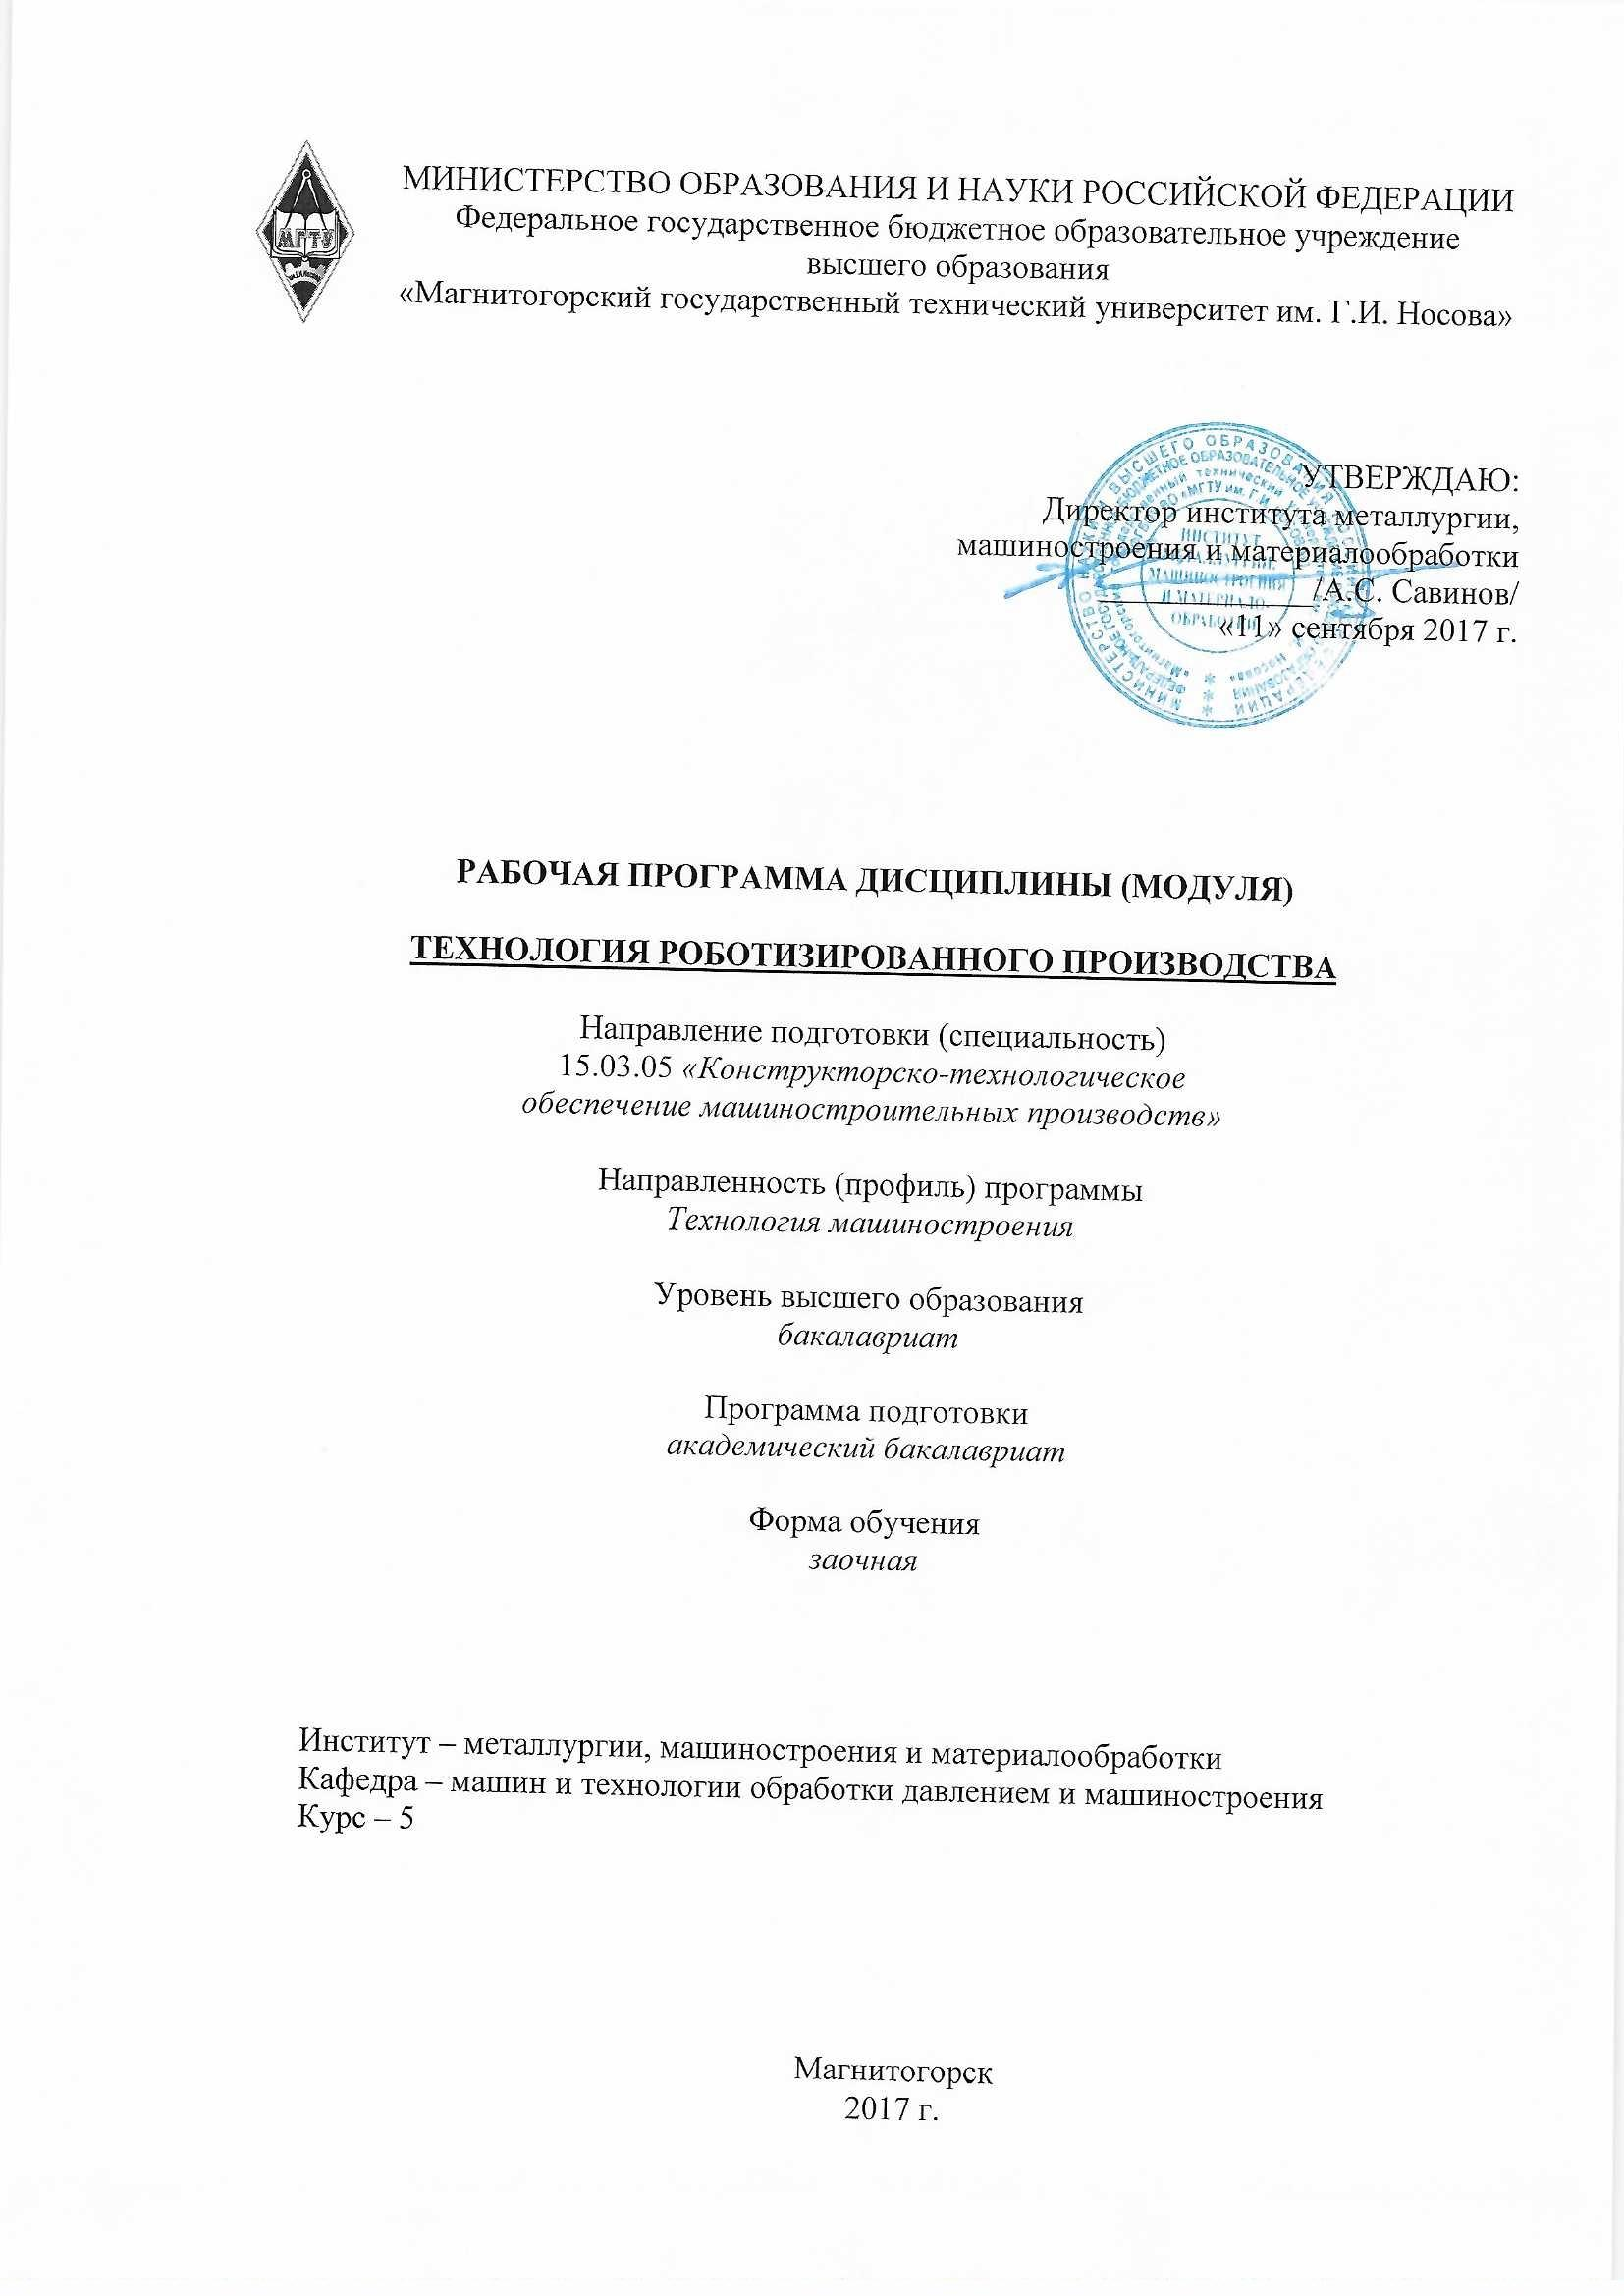 МИНИСТЕРСТВО ОБРАЗОВАНИЯ И НАУКИ РОССИЙСКОЙ ФЕДЕРАЦИИ
Федеральное государственное бюджетное образовательное учреждение
высшего образования
«Магнитогорский государственный технический университет им. Г.И. Носова»
МГТУ
УТВЕРЖДАЮ:
Директор института металлургии,
машиностроения и материалообработки
/А.С. Савинов/
«11» сентября 2017 г.
РАБОЧАЯ ПРОГРАММА ДИСЦИПЛИНЫ (МОДУЛЯ)
ТЕХНОЛОГИЯ РОБОТИЗИРОВАННОГО ПРОИЗВОДСТВА
Направление подготовки (специальность)
15.03.05 «Конструкторско-технологическое
обеспечение машиностроительных производств»
Направленность (профиль) программы
Технология машиностроения
Уровень высшего образования
бакалавриат
Программа подготовки
академический бакалавриат
Форма обучения
заочная
Институт – металлургии, машиностроения и материалообработки
Кафедра – машин и технологии обработки давлением и машиностроения
Курс – 5
Магнитогорск
2017 г.